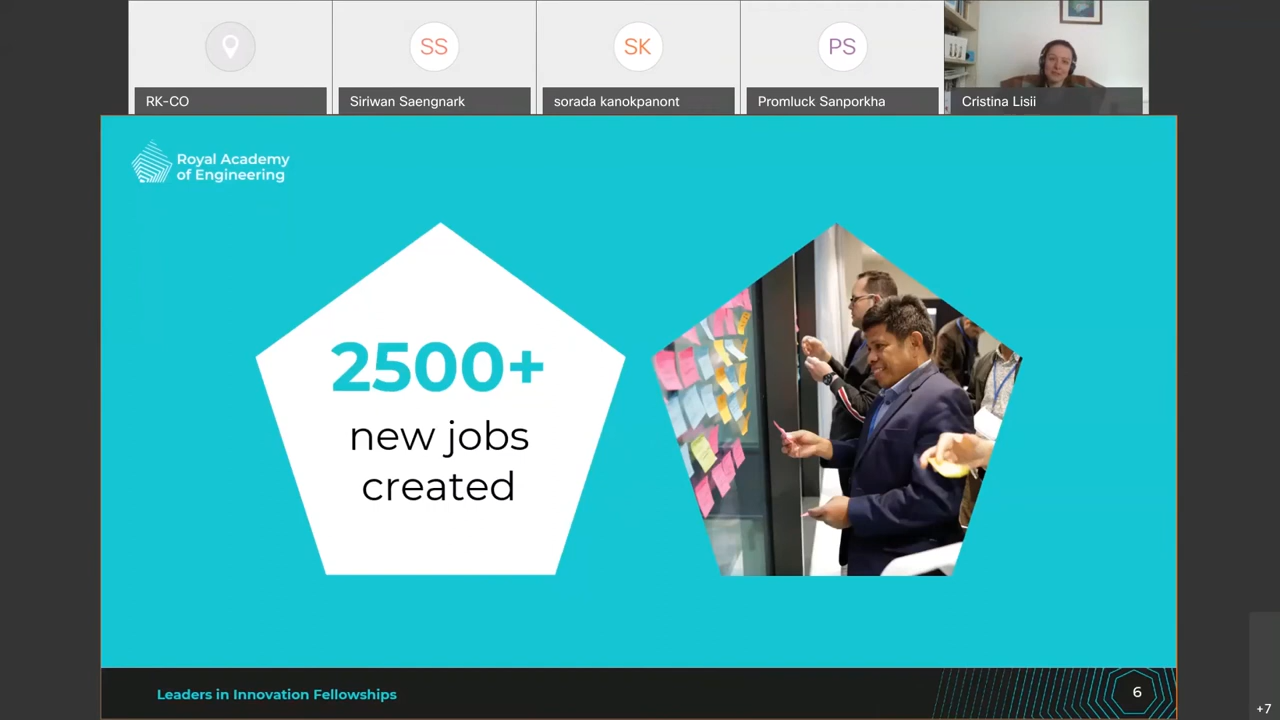 SS
SK
PS
RK-CO
Siriwan Saengnark
sorada kanokpanont
Promluck Sanporkha
Cristina Lisii
Royal Academy
of Engineering
2500+
new jobs
created
Leaders in Innovation Fellowships
6
+7